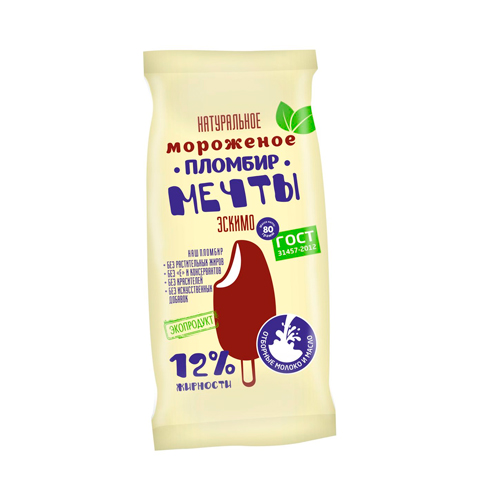 НАТУРАЛЬНОЕ
мороженое
• ПЛОМБИР •
МЕЧТЫ
ЭСКИМО
80
ГОСТ
31457-2012
НАШ ПЛОМБИР
• БЕЗ РАСТИТЕЛЬНЫХ ЖИРОВ
• БЕЗ «Е» И КОНСЕРВАНТОВ
• БЕЗ КРАСИТЕЛЕЙ
• БЕЗ ИСКУССТВЕННЫХ
ДОБАВОК
ЭКОПРОДУКТ
ОТБОРНЫЕ МОЛОКО И МАСЛО
12%
ЖИРНОСТИ